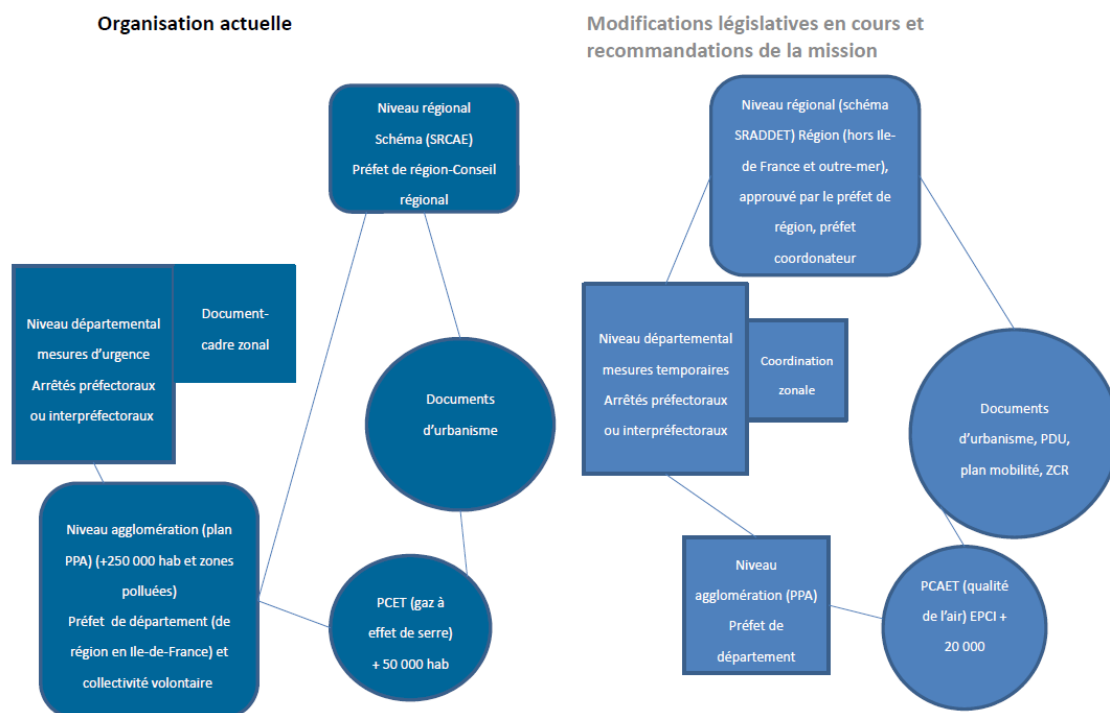 Organisation actuelle
Niveau régional
Schéma (SRCAE)
Préfet de région-Conseil
régional
Niveau départemental
mesures d'urgence
Arrêtés préfectoraux
ou interpréfectoraux
Document-
cadre zonal
Documents
d'urbanisme
Niveau agglomération (plan
PPA) (+250 000 hab et zones
polluées)
Préfet de département (de
région en Ile-de-France) et
collectivité volontaire
PCET (gaz à
effet de serre)
+ 50 000 hab
Modifications législatives en cours et
recommandations de la mission
Niveau régional (schéma
SRADDET) Région (hors Ile-
de France et outre-mer),
approuvé par le préfet de
région, préfet
coordonateur
Niveau départemental
mesures temporaires
Arrêtés préfectoraux
ou interpréfectoraux
Coordination
zonale
Documents
d'urbanisme, PDU,
plan mobilité, ZCR
Niveau
agglomération (PPA)
Préfet de
département
PCAET (qualité
de l'air) EPCI +
20 000